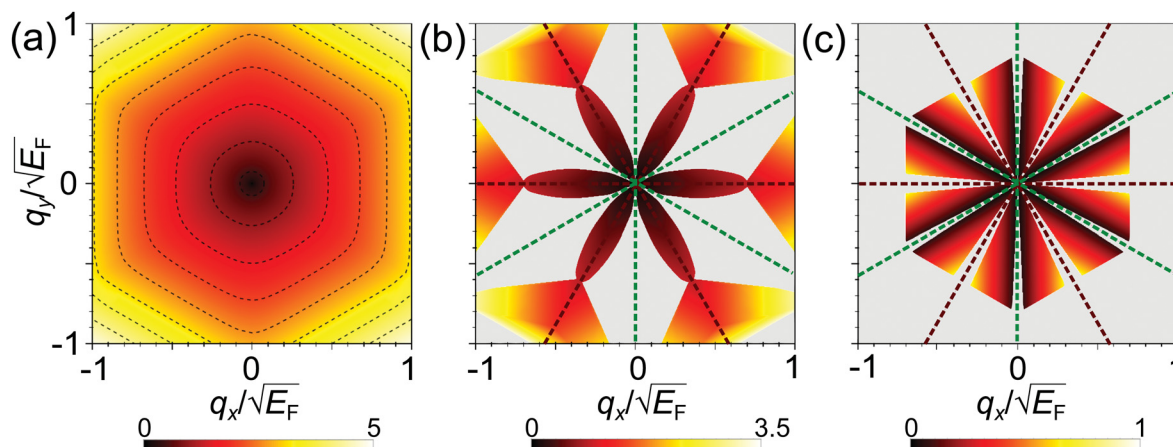 (a)
(b)
(c)
1
0
-1
q_y/√E_F
-1 0 1
-1 0 1
-1 0 1
q_x/√E_F
q_x/√E_F
q_x/√E_F
0 5
0 3.5
0 1